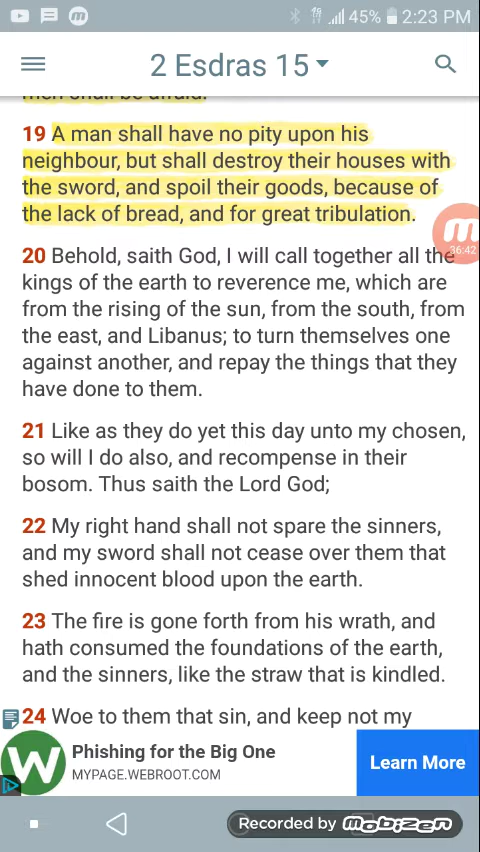 4G 45% 2:23 PM
2 Esdras 15
men shall be afraid.
19 A man shall have no pity upon his
neighbour, but shall destroy their houses with
the sword, and spoil their goods, because of
the lack of bread, and for great tribulation.
36:42
20 Behold, saith God, I will call together all the
kings of the earth to reverence me, which are
from the rising of the sun, from the south, from
the east, and Libanus; to turn themselves one
against another, and repay the things that they
have done to them.
21 Like as they do yet this day unto my chosen,
so will I do also, and recompense in their
bosom. Thus saith the Lord God;
22 My right hand shall not spare the sinners,
and my sword shall not cease over them that
shed innocent blood upon the earth.
23 The fire is gone forth from his wrath, and
hath consumed the foundations of the earth,
and the sinners, like the straw that is kindled.
24 Woe to them that sin, and keep not my
W
Phishing for the Big One
MYPAGE.WEBROOT.COM
Learn More
Recorded by mobizen